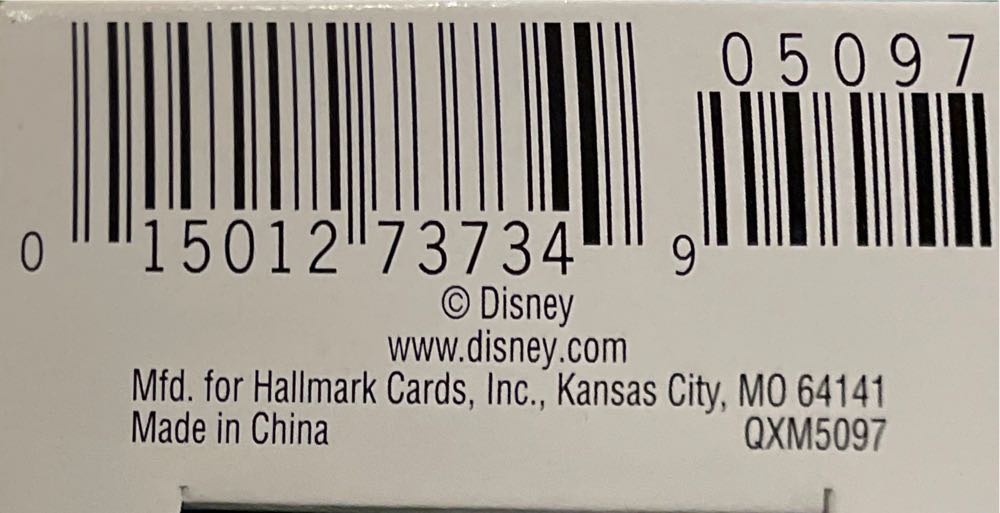 05097
0 15012 73734 9
© Disney
www.disney.com
Mfd. for Hallmark Cards, Inc., Kansas City, MO 64141
Made in China QXM5097